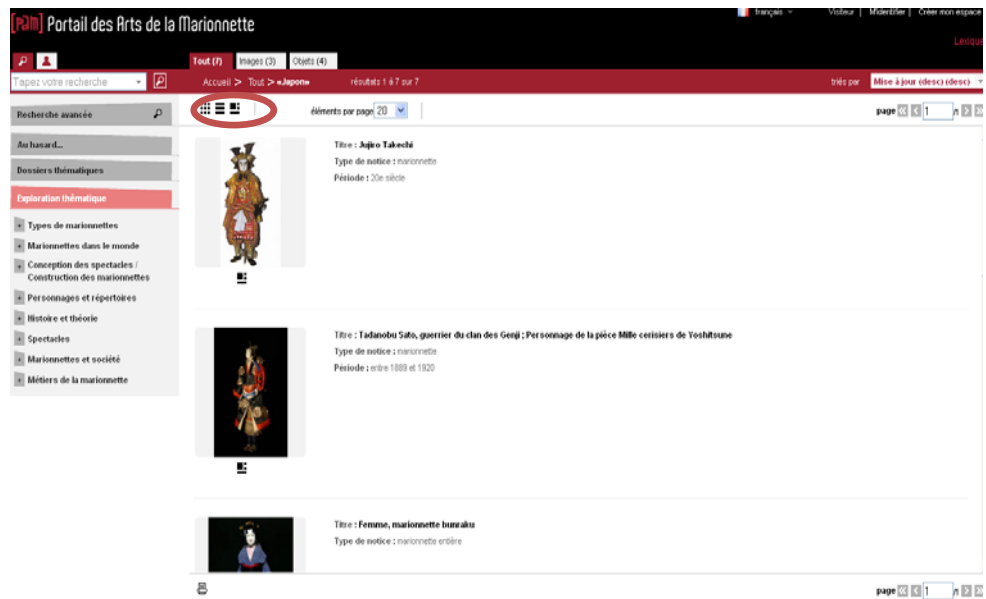 français
Visiteur | M'identifier | Créer mon espace
[PAM] Portail des Arts de la Marionnette
Lexique
Tout (7) Images (3) Objets (4)
Tapez votre recherche
Accueil > Tout > «Japon» résultats 1 à 7 sur 7
triés par Mise à jour (desc) (desc)
éléments par page 20
page 1
Recherche avancée
Au hasard...
Dossiers thématiques
Exploration thématique
+ Types de marionnettes
+ Marionnettes dans le monde
+ Conception des spectacles /
Construction des marionnettes
+ Personnages et répertoires
+ Histoire et théorie
+ Spectacles
+ Marionnettes et société
+ Métiers de la marionnette
Titre : Jujiro Takechi
Type de notice : marionnette
Période : 20e siècle
Titre : Tadanobu Sato, guerrier du clan des Genji ; Personnage de la pièce Mille cerisiers de Yoshitsune
Type de notice : marionnette
Période : entre 1889 et 1920
Titre : Femme, marionnette bunraku
Type de notice : marionnette entière
page 1